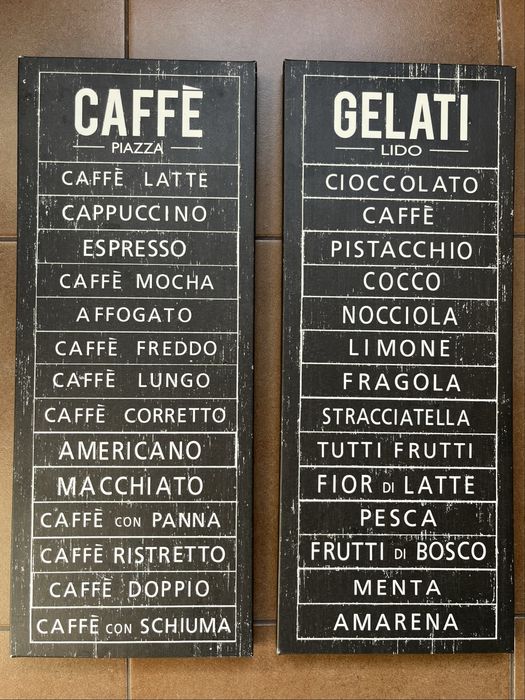 CAFFÈ
PIAZZA
CAFFÈ LATTE
CAPPUCCINO
ESPRESSO
CAFFÈ MOCHA
AFFOGATO
CAFFÈ FREDDO
CAFFÈ LUNGO
CAFFÈ CORRETTO
AMERICANO
MACCHIATO
CAFFÈ CON PANNA
CAFFÈ RISTRETTO
CAFFÈ DOPPIO
CAFFÈ CON SCHIUMA
GELATI
LIDO
CIOCCOLATO
CAFFÈ
PISTACCHIO
COCCO
NOCCIOLA
LIMONE
FRAGOLA
STRACCIATELLA
TUTTI FRUTTI
FIOR DI LATTE
PESCA
FRUTTI DI BOSCO
MENTA
AMARENA